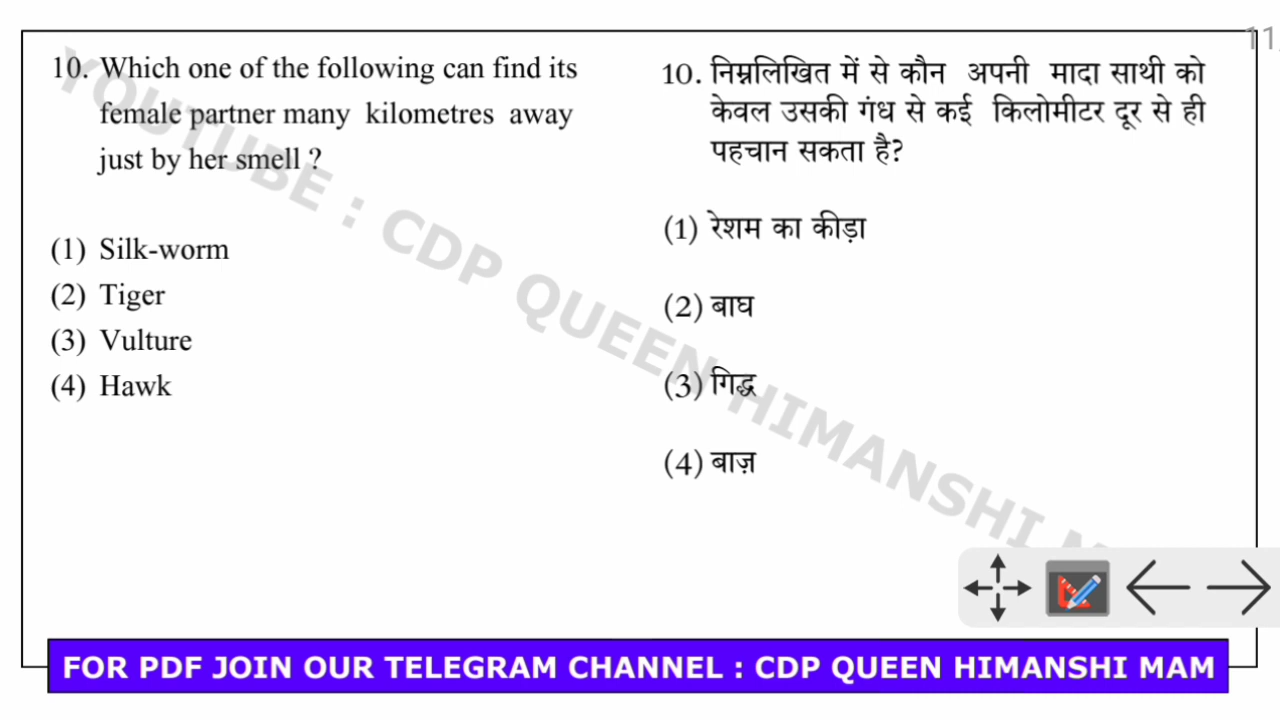 11
10. Which one of the following can find its
female partner many kilometres away
just by her smell ?
(1) Silk-worm
(2) Tiger
(3) Vulture
(4) Hawk
10. निम्नलिखित में से कौन अपनी मादा साथी को
केवल उसकी गंध से कई किलोमीटर दूर से ही
पहचान सकता है?
(1) रेशम का कीड़ा
(2) बाघ
(3) गिद्ध
(4) बाज़
YOUTUBE : CDP QUEEN HIMANSHI
FOR PDF JOIN OUR TELEGRAM CHANNEL : CDP QUEEN HIMANSHI MAM